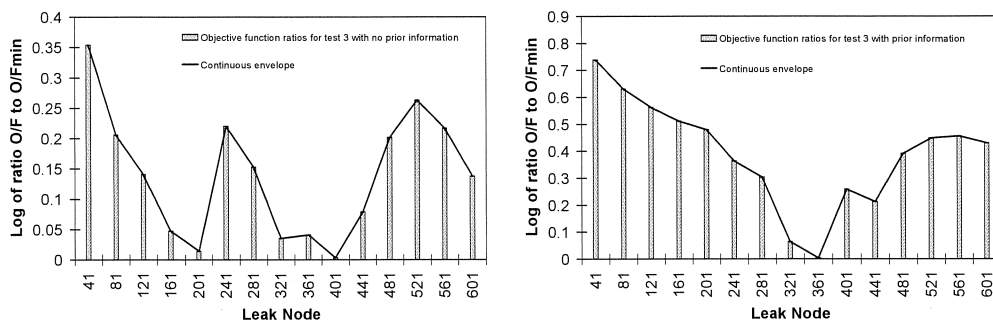 0.4
0.35
0.3
0.25
0.2
0.15
0.1
0.05
0
Log of ratio O/F to O/Fmin
Objective function ratios for test 3 with no prior information
Continuous envelope
41 81 121 161 201 241 281 321 361 401 441 481 521 561 601
Leak Node
0.9
0.8
0.7
0.6
0.5
0.4
0.3
0.2
0.1
0
Log of ratio O/F to O/Fmin
Objective function ratios for test 3 with prior information
Continuous envelope
41 81 121 161 201 241 281 321 361 401 441 481 521 561 601
Leak Node